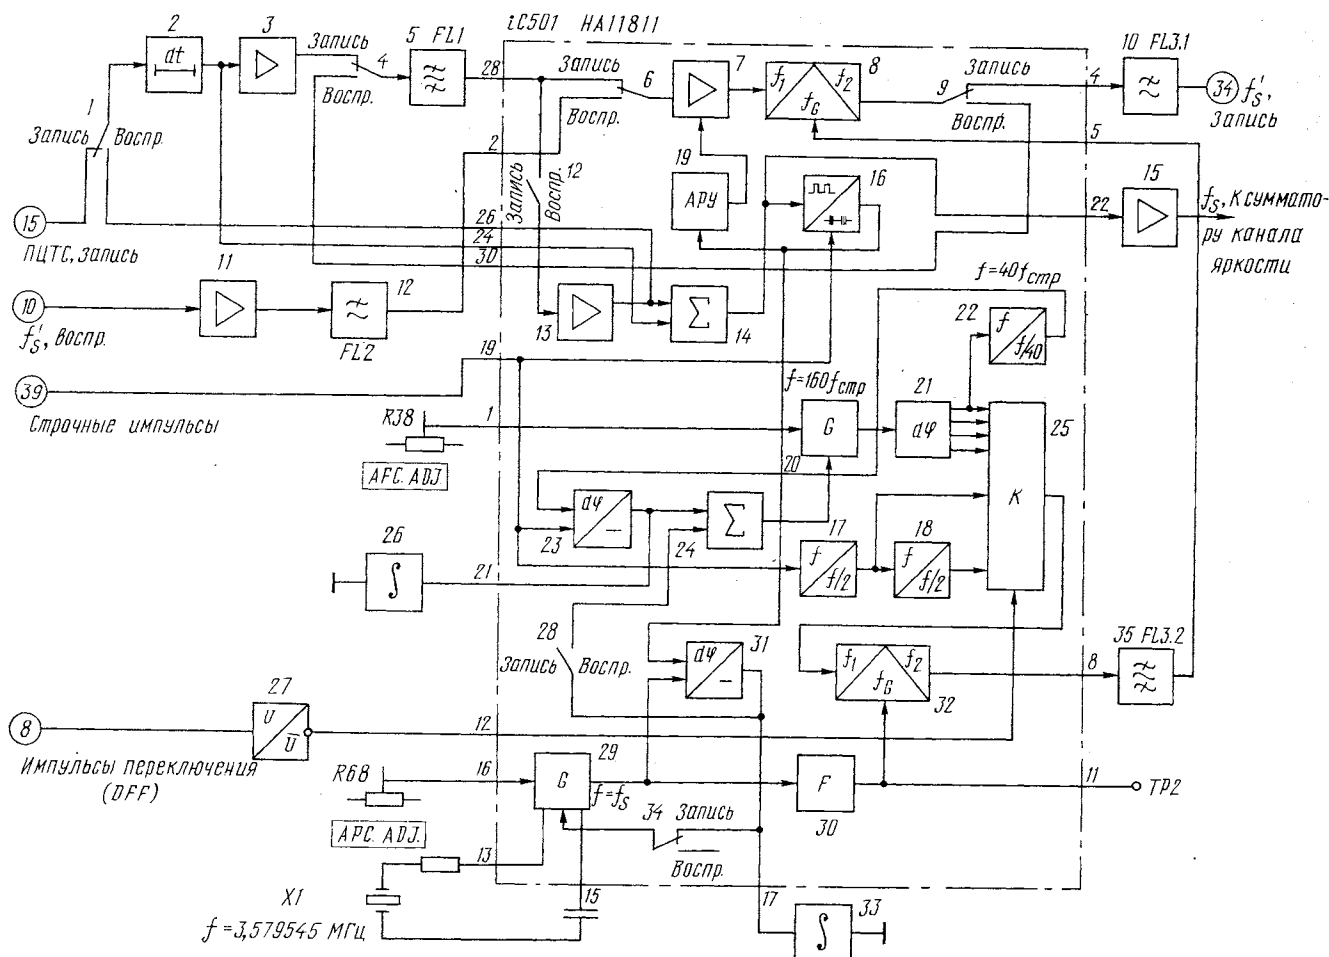 iC501 HA11811
2
dt
3
Запись
4
Воспр.
5 FL1
28
Запись
6
Воспр.
7
f1 f2
fG
8
Запись
9
Воспр.
4
10 FL3.1
34 f's,
Запись
5
1
Запись Воспр.
2
12
Запись
Воспр.
19
АРУ
16
22
15
fs, К суммато-
ру канала
яркости
15
ПЦТС, Запись
26
24
30
10
f's, Воспр.
11
12
FL2
13
Σ
14
f=40fстр
22
f
f/40
39
Строчные импульсы
19
f=160fстр
R38
AFC. ADJ.
1
G
20
21
dφ
25
K
dφ
—
23
Σ
24
17
f
f/2
18
f
f/2
26
∫
21
28
Запись Воспр.
dφ
—
31
f1 f2
fG
32
8
35 FL3.2
8
Импульсы переключения
(DFF)
27
U
U̅
12
R68
APC. ADJ.
16
G
29
f=fs
F
30
11
TP2
34 Запись
Воспр.
13
15
X1
f=3,579545 МГц
17
∫
33